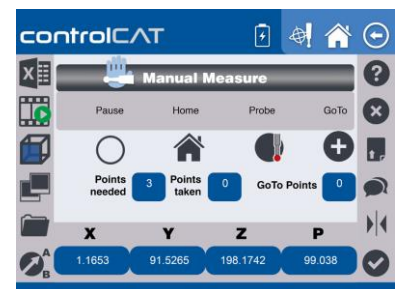 controlCAT
Manual Measure
Pause Home Probe GoTo
Points needed 3 Points taken 0 GoTo Points 0
X Y Z P
1.1653 91.5265 198.1742 99.038
A
B